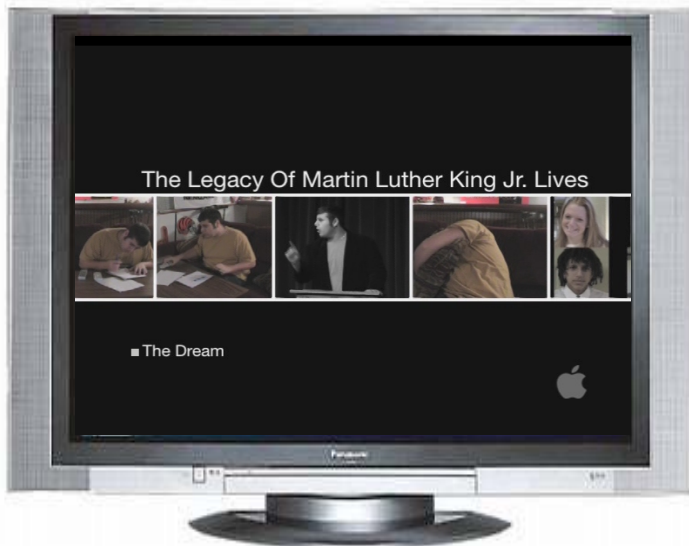 The Legacy Of Martin Luther King Jr. Lives
The Dream
Panasonic